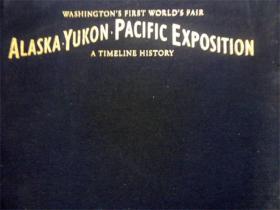 WASHINGTON'S FIRST WORLD'S FAIR
ALASKA·YUKON·PACIFIC EXPOSITION
A TIMELINE HISTORY